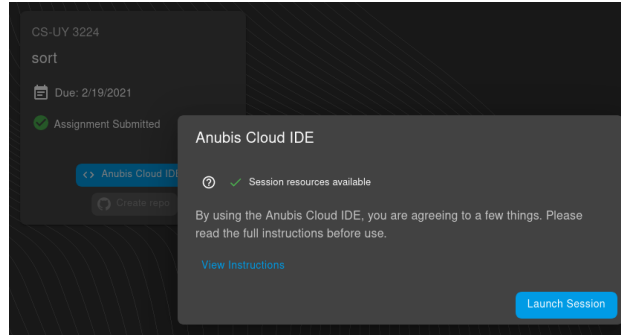 CS-UY 3224
sort
Due: 2/19/2021
Assignment Submitted
Anubis Cloud IDE
Create repo
Anubis Cloud IDE
Session resources available
By using the Anubis Cloud IDE, you are agreeing to a few things. Please
read the full instructions before use.
View Instructions
Launch Session